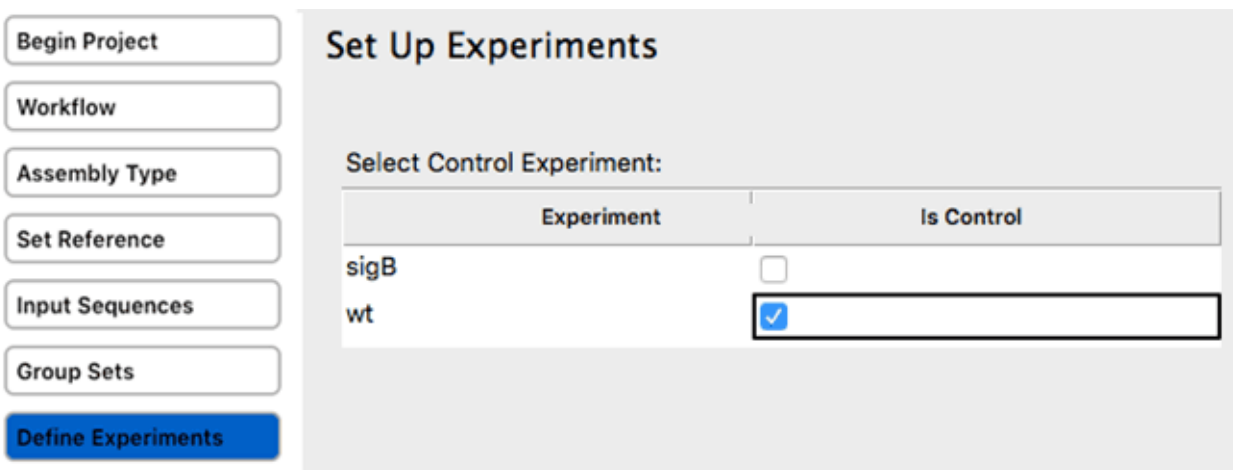 Begin Project
Workflow
Assembly Type
Set Reference
Input Sequences
Group Sets
Define Experiments
Set Up Experiments
Select Control Experiment:
Experiment Is Control
sigB
wt